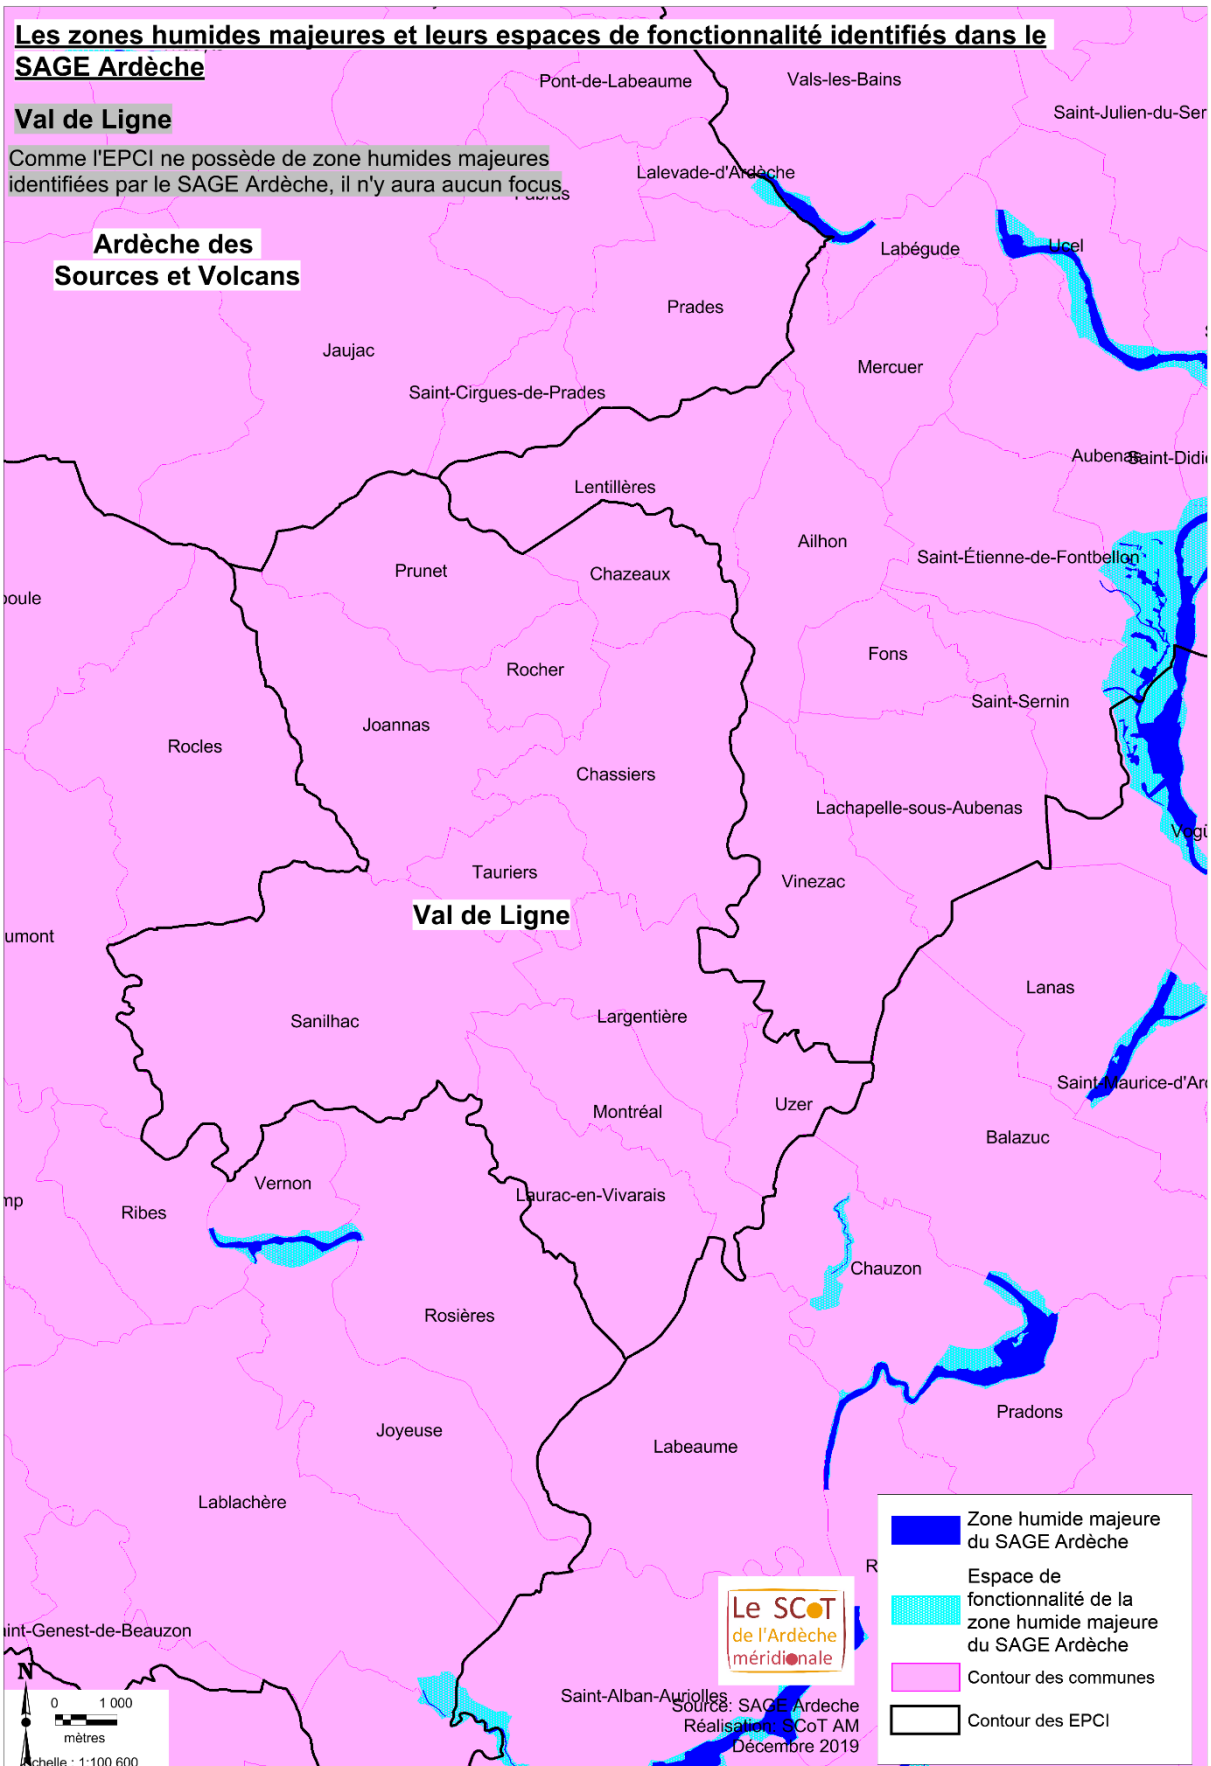 Les zones humides majeures et leurs espaces de fonctionnalité identifiés dans le
SAGE Ardèche
Val de Ligne
Comme l'EPCI ne possède de zone humides majeures
identifiées par le SAGE Ardèche, il n'y aura aucun focus
Pont-de-Labeaume
Vals-les-Bains
Saint-Julien-du-Ser
Lalevade-d'Ardèche
Fabras
Ardèche des
Sources et Volcans
Labégude
Ucel
Prades
Jaujac
Mercuer
Saint-Cirgues-de-Prades
Aubenas
Saint-Didi
Lentillères
Ailhon
Saint-Étienne-de-Fontbellon
Prunet
Chazeaux
boule
Fons
Rocher
Saint-Sernin
Joannas
Rocles
Chassiers
Lachapelle-sous-Aubenas
Vogü
Tauriers
Vinezac
Val de Ligne
umont
Lanas
Sanilhac
Largentière
Saint-Maurice-d'Ard
Montréal
Uzer
Balazuc
Vernon
Laurac-en-Vivarais
mp
Ribes
Chauzon
Rosières
Pradons
Joyeuse
Labeaume
Lablachère
R
Zone humide majeure
du SAGE Ardèche
Espace de
fonctionnalité de la
zone humide majeure
du SAGE Ardèche
Contour des communes
Contour des EPCI
Le SCoT
de l'Ardèche
méridionale
int-Genest-de-Beauzon
Saint-Alban-Auriolles
Source: SAGE Ardeche
Réalisation: SCoT AM
Décembre 2019
N
0 1 000
mètres
Echelle : 1:100 600